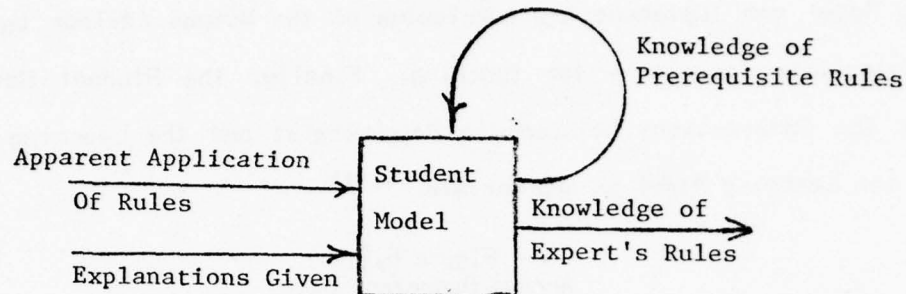 Knowledge of
Prerequisite Rules
Apparent Application
Of Rules
Explanations Given
Student
Model
Knowledge of
Expert's Rules